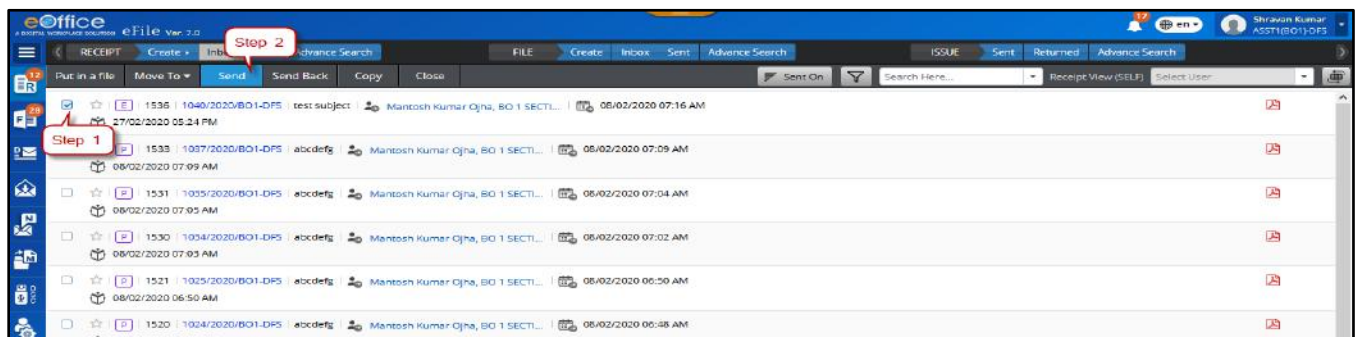 eOffice
A DIGITAL WORKPLACE SOLUTION eFile Ver. 7.0
17 en Shravan Kumar
ASST1(BO1)-DFS
RECEIPT Create Inbox Advance Search FILE Create Inbox Sent Advance Search ISSUE Sent Returned Advance Search
Step 2
Put in a file Move To Send Send Back Copy Close Sent On Search Here... Receipt View (SELF) Select User
E 1536 1040/2020/BO1-DFS test subject Mantosh Kumar Ojha, BO 1 SECTI... 08/02/2020 07:16 AM
27/02/2020 05:24 PM
Step 1
P 1533 1037/2020/BO1-DFS abcdefg Mantosh Kumar Ojha, BO 1 SECTI... 08/02/2020 07:09 AM
08/02/2020 07:09 AM
P 1531 1035/2020/BO1-DFS abcdefg Mantosh Kumar Ojha, BO 1 SECTI... 08/02/2020 07:04 AM
08/02/2020 07:05 AM
P 1530 1034/2020/BO1-DFS abcdefg Mantosh Kumar Ojha, BO 1 SECTI... 08/02/2020 07:02 AM
08/02/2020 07:03 AM
P 1521 1025/2020/BO1-DFS abcdefg Mantosh Kumar Ojha, BO 1 SECTI... 08/02/2020 06:50 AM
08/02/2020 06:50 AM
P 1520 1024/2020/BO1-DFS abcdefg Mantosh Kumar Ojha, BO 1 SECTI... 08/02/2020 06:48 AM